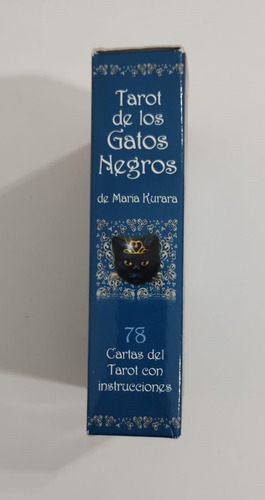 Tarot
de los
Gatos
Negros
de Maria Kurara
78
Cartas del
Tarot con
instrucciones